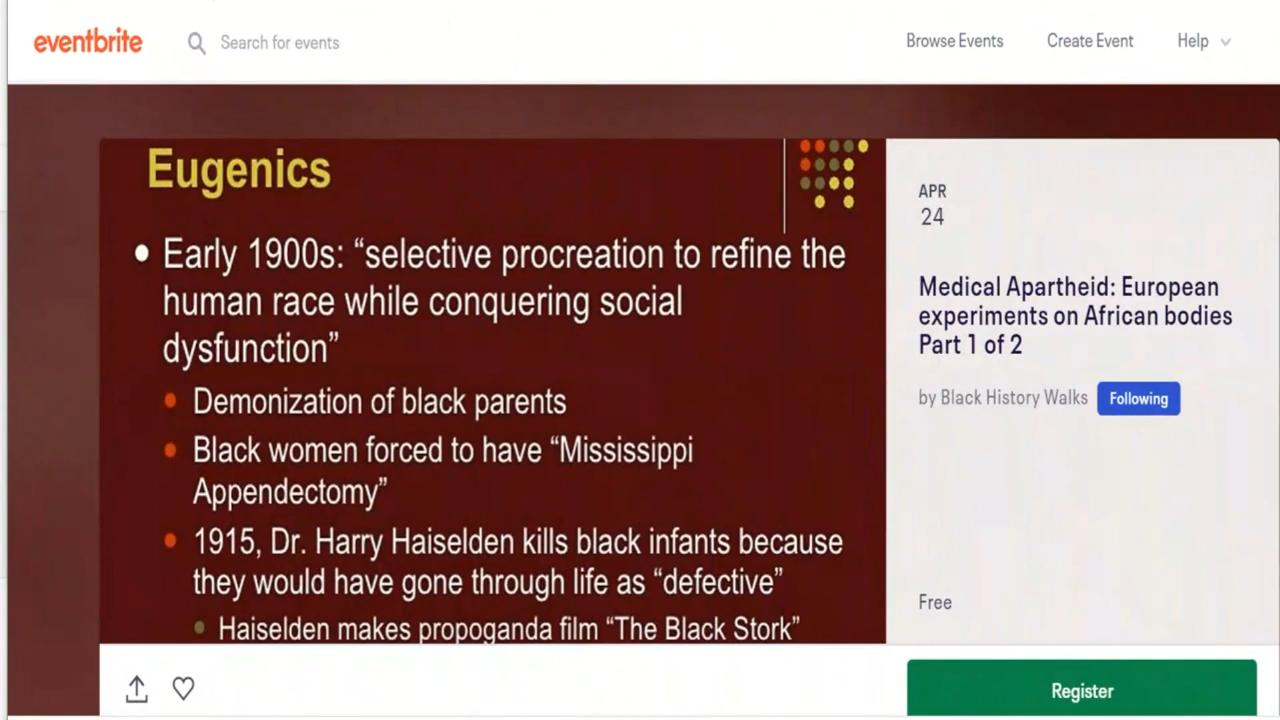 eventbrite
Search for events
Browse Events
Create Event
Help
Eugenics
● Early 1900s: “selective procreation to refine the
human race while conquering social
dysfunction”
● Demonization of black parents
● Black women forced to have “Mississippi
Appendectomy”
● 1915, Dr. Harry Haiselden kills black infants because
they would have gone through life as “defective”
● Haiselden makes propoganda film “The Black Stork”
APR
24
Medical Apartheid: European
experiments on African bodies
Part 1 of 2
by Black History Walks Following
Free
Register